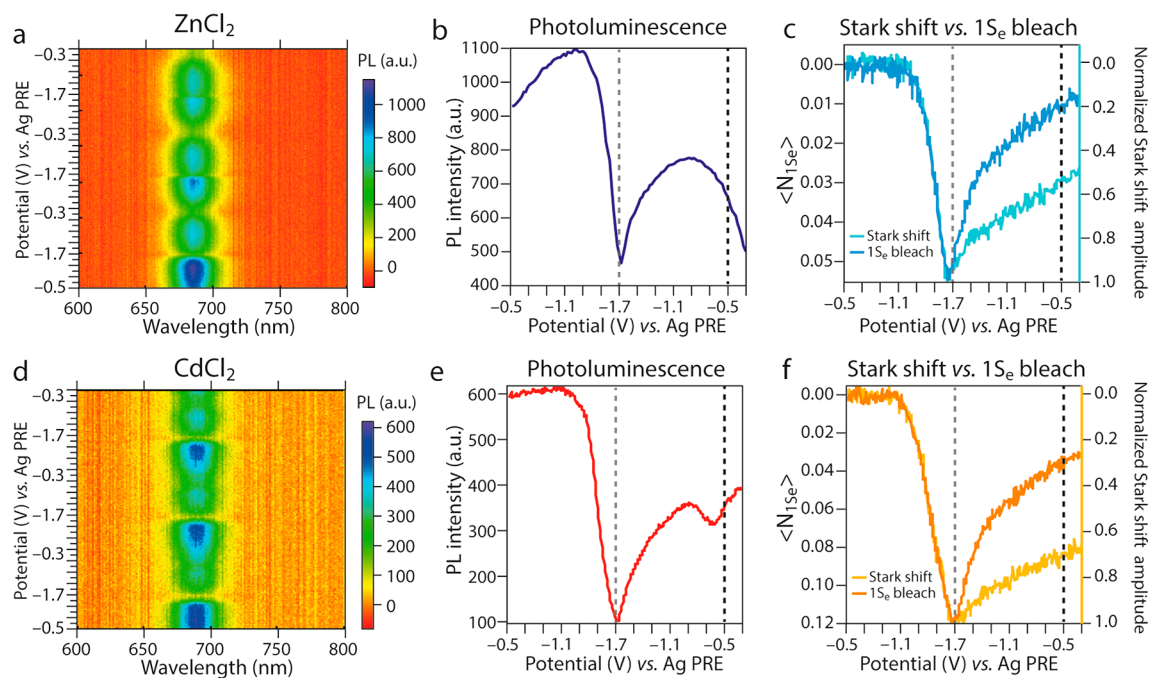 a
ZnCl2
Potential (V) vs. Ag PRE
−0.3
−1.7
−0.3
−1.7
−0.3
−1.7
−0.5
600
650
700
750
800
Wavelength (nm)
PL (a.u.)
1000
800
600
400
200
0
b
Photoluminescence
PL intensity (a.u.)
1100
1000
900
800
700
600
500
400
−0.5
−1.1
−1.7
−1.1
−0.5
Potential (V) vs. Ag PRE
c
Stark shift vs. 1Se bleach
<N1Se>
0.00
0.01
0.02
0.03
0.04
0.05
Stark shift
1Se bleach
0.0
0.2
0.4
0.6
0.8
1.0
Normalized Stark shift amplitude
−0.5
−1.1
−1.7
−1.1
−0.5
Potential (V) vs. Ag PRE
d
CdCl2
Potential (V) vs. Ag PRE
−0.3
−1.7
−0.3
−1.7
−0.3
−1.7
−0.5
600
650
700
750
800
Wavelength (nm)
PL (a.u.)
600
500
400
300
200
100
0
e
Photoluminescence
PL intensity (a.u.)
600
500
400
300
200
100
−0.5
−1.1
−1.7
−1.1
−0.5
Potential (V) vs. Ag PRE
f
Stark shift vs. 1Se bleach
<N1Se>
0.00
0.04
0.06
0.08
0.10
0.12
Stark shift
1Se bleach
0.0
0.2
0.4
0.6
0.8
1.0
Normalized Stark shift amplitude
−0.5
−1.1
−1.7
−1.1
−0.5
Potential (V) vs. Ag PRE